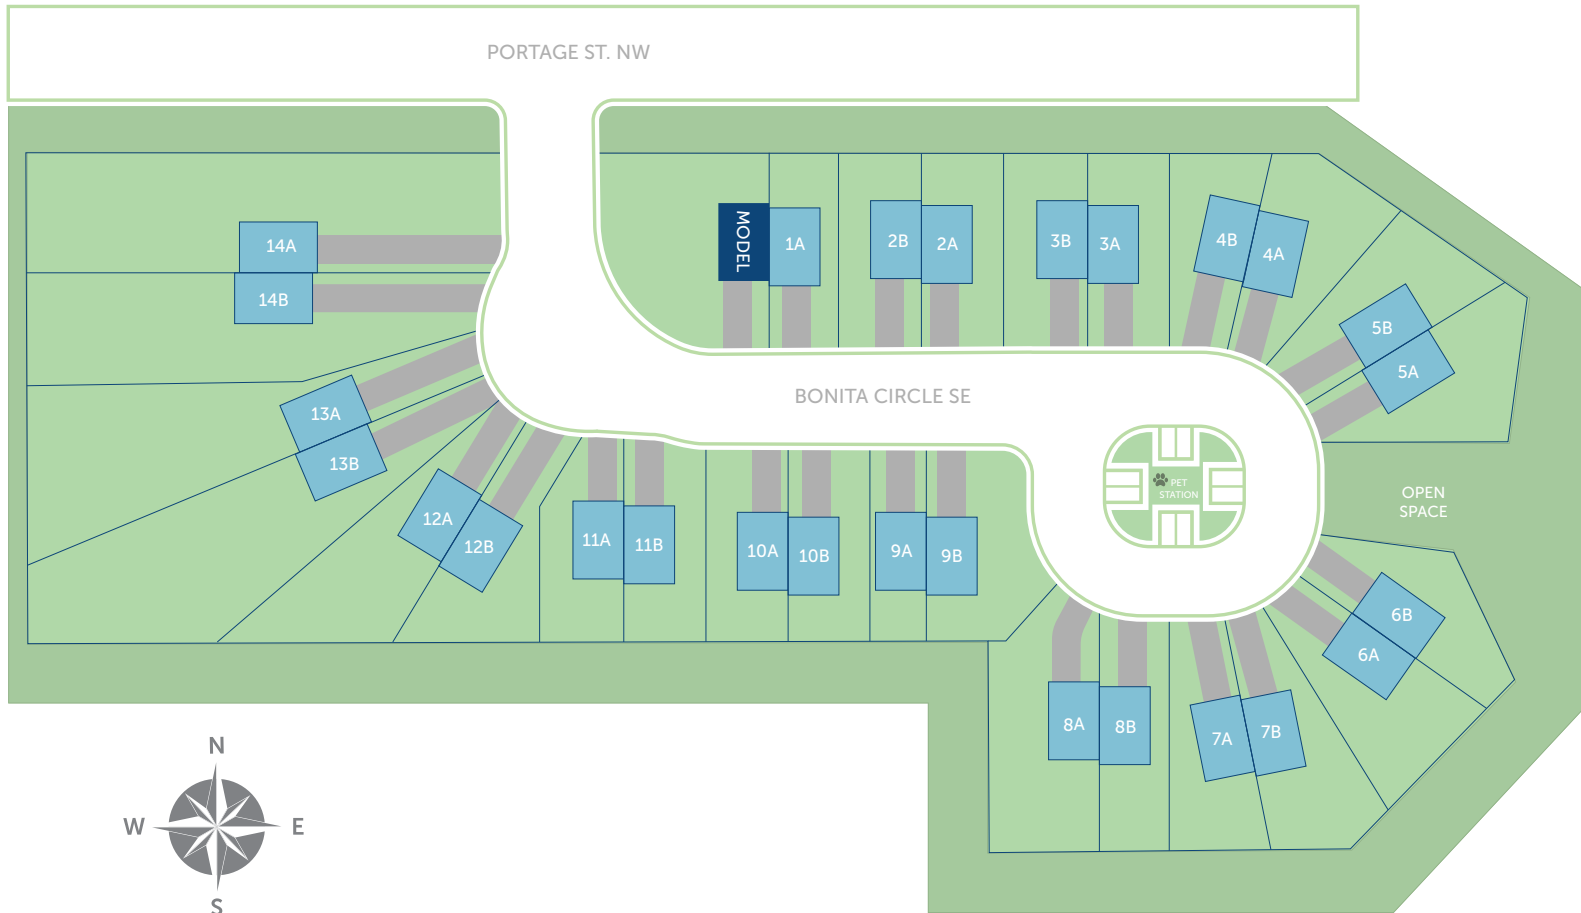 PORTAGE ST. NW
MODEL
1A
2B
2A
3B
3A
4B
4A
5B
5A
14A
14B
13A
13B
BONITA CIRCLE SE
PET
STATION
OPEN
SPACE
12A
12B
11A
11B
10A
10B
9A
9B
8A
8B
7A
7B
6B
6A
N
W
E
S